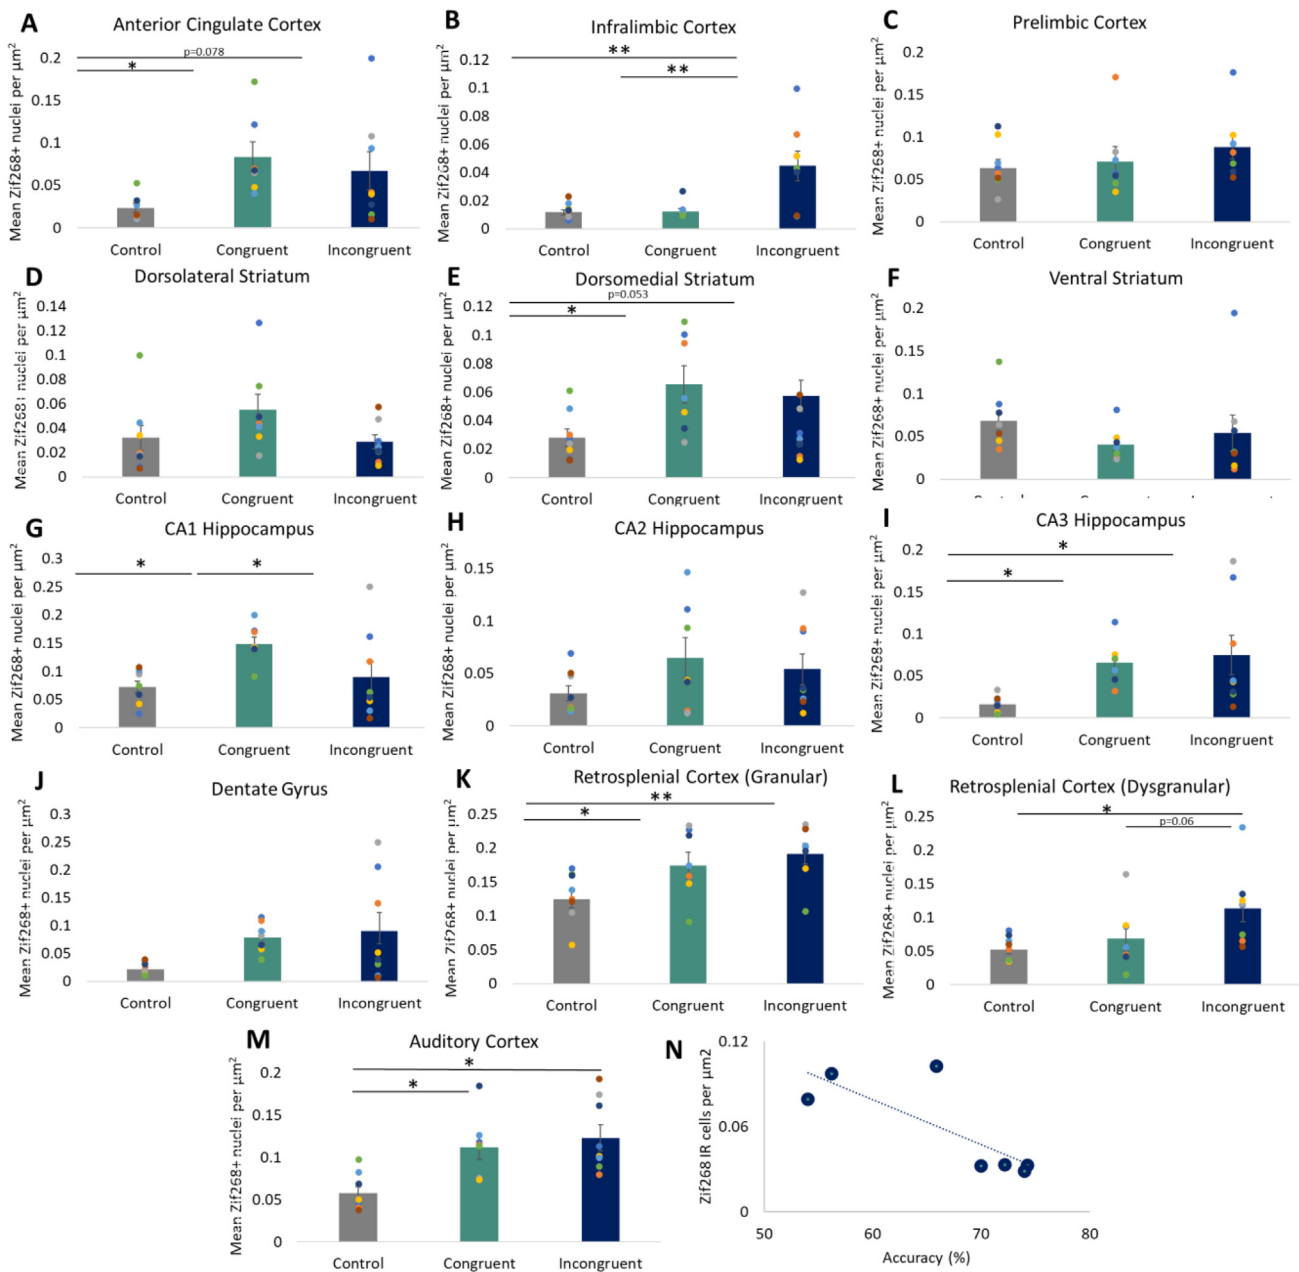 A
Anterior Cingulate Cortex
Mean Zif268+ nuclei per µm²
p=0.078
*
0.2
0.15
0.1
0.05
0
Control Congruent Incongruent
B
Infralimbic Cortex
Mean Zif268+ nuclei per µm²
**
**
0.12
0.1
0.08
0.06
0.04
0.02
0
Control Congruent Incongruent
C
Prelimbic Cortex
Mean Zif268+ nuclei per µm²
0.2
0.15
0.1
0.05
0
Control Congruent Incongruent
D
Dorsolateral Striatum
Mean Zif268+ nuclei per µm²
0.14
0.12
0.1
0.08
0.06
0.04
0.02
0
Control Congruent Incongruent
E
Dorsomedial Striatum
Mean Zif268+ nuclei per µm²
p=0.053
*
0.12
0.1
0.08
0.06
0.04
0.02
0
Control Congruent Incongruent
F
Ventral Striatum
Mean Zif268+ nuclei per µm²
0.2
0.15
0.1
0.05
0
G
CA1 Hippocampus
Mean Zif268+ nuclei per µm²
* *
0.3
0.25
0.2
0.15
0.1
0.05
0
Control Congruent Incongruent
H
CA2 Hippocampus
Mean Zif268+ nuclei per µm²
0.15
0.1
0.05
0
Control Congruent Incongruent
I
CA3 Hippocampus
Mean Zif268+ nuclei per µm²
*
*
0.2
0.15
0.1
0.05
0
Control Congruent Incongruent
J
Dentate Gyrus
Mean Zif268+ nuclei per µm²
0.3
0.25
0.2
0.15
0.1
0.05
0
Control Congruent Incongruent
K
Retrosplenial Cortex (Granular)
Mean Zif268+ nuclei per µm²
**
*
0.25
0.2
0.15
0.1
0.05
0
Control Congruent Incongruent
L
Retrosplenial Cortex (Dysgranular)
Mean Zif268+ nuclei per µm²
*
p=0.06
0.25
0.2
0.15
0.1
0.05
0
Control Congruent Incongruent
M
Auditory Cortex
Mean Zif268+ nuclei per µm²
*
*
0.2
0.15
0.1
0.05
0
Control Congruent Incongruent
N
Zif268 IR cells per µm2
0.12
0.06
0
50 60 70 80
Accuracy (%)